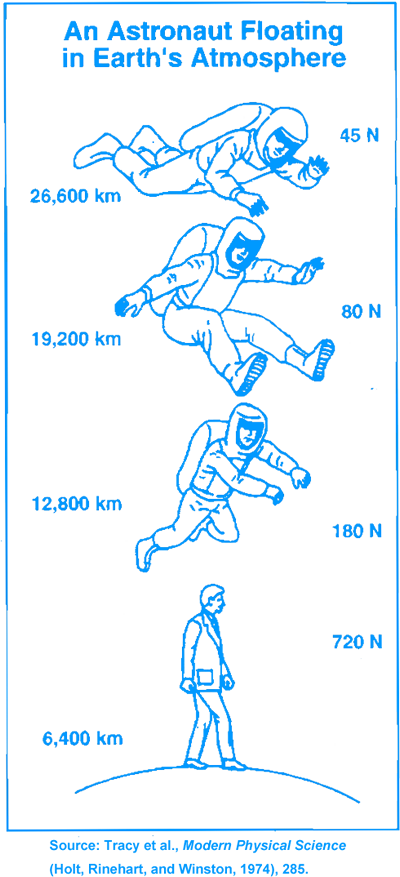 An Astronaut Floating
in Earth's Atmosphere
45 N
26,600 km
80 N
19,200 km
12,800 km
180 N
720 N
6,400 km
Source: Tracy et al., Modern Physical Science
(Holt, Rinehart, and Winston, 1974), 285.